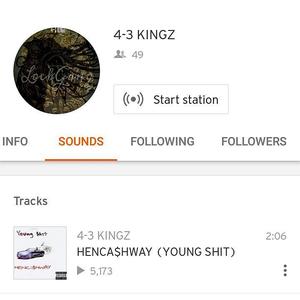 4-3 KINGZ
LockGang
49
Start station
INFO SOUNDS FOLLOWING FOLLOWERS
Tracks
Young Shit
HENCA$HWAY
4-3 KINGZ 2:06
HENCA$HWAY (YOUNG SHIT)
5,173